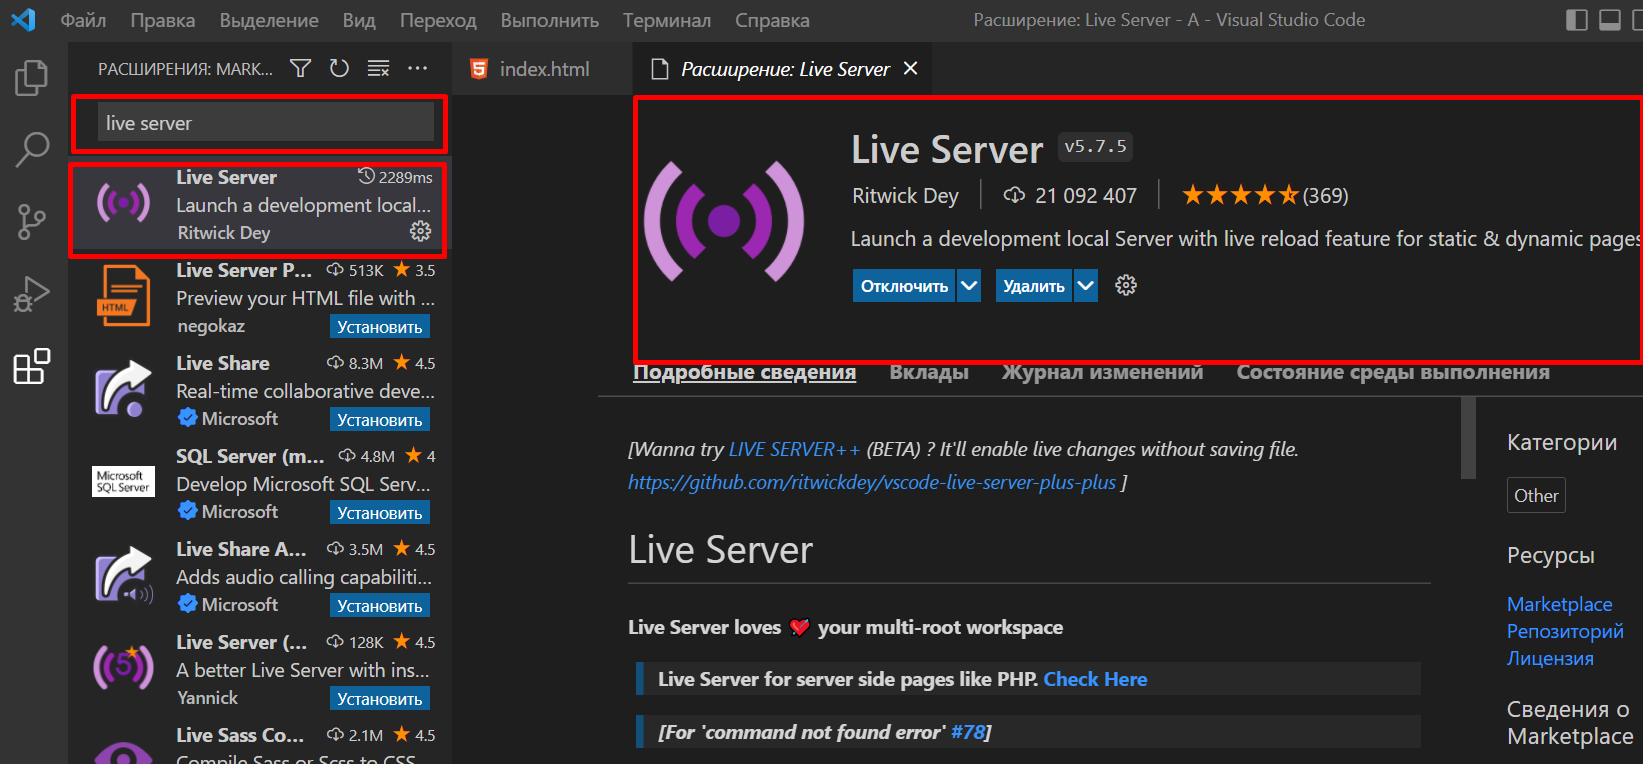 Файл Правка Выделение Вид Переход Выполнить Терминал Справка Расширение: Live Server - A - Visual Studio Code
РАСШИРЕНИЯ: MARK...
index.html
Расширение: Live Server
live server
Live Server 2289ms
Launch a development local...
Ritwick Dey
Live Server P... 513K 3.5
Preview your HTML file with ...
negokaz Установить
Live Share 8.3M 4.5
Real-time collaborative deve...
Microsoft Установить
Microsoft
SQL Server
SQL Server (m... 4.8M 4
Develop Microsoft SQL Serv...
Microsoft Установить
Live Share A... 3.5M 4.5
Adds audio calling capabiliti...
Microsoft Установить
Live Server (... 128K 4.5
A better Live Server with ins...
Yannick Установить
Live Sass Co... 2.1M 4.5
Compile Sass or Scss to CSS
HTML
5
Live Server v5.7.5
Ritwick Dey 21 092 407 (369)
Launch a development local Server with live reload feature for static & dynamic pages
Отключить Удалить
Подробные сведения Вклады Журнал изменений Состояние среды выполнения
[Wanna try LIVE SERVER++ (BETA) ? It'll enable live changes without saving file.
https://github.com/ritwickdey/vscode-live-server-plus-plus ]
Live Server
Live Server loves your multi-root workspace
Live Server for server side pages like PHP. Check Here
[For 'command not found error' #78]
Категории
Other
Ресурсы
Marketplace
Репозиторий
Лицензия
Сведения о
Marketplace